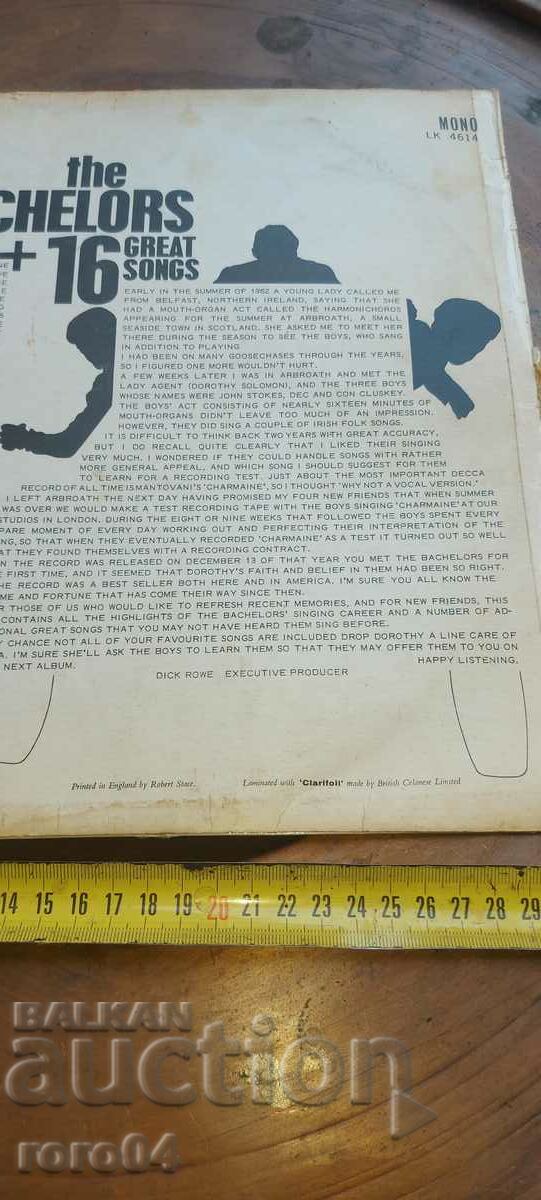 MONO
LK 4614
the
CHELORS
+ 16 GREAT
SONGS
EARLY IN THE SUMMER OF 1962 A YOUNG LADY CALLED ME
FROM BELFAST, NORTHERN IRELAND, SAYING THAT SHE
HAD A MOUTH-ORGAN ACT CALLED THE HARMONICHORDS
APPEARING FOR THE SUMMER AT ARBROATH, A SMALL
SEASIDE TOWN IN SCOTLAND. SHE ASKED ME TO MEET HER
THERE DURING THE SEASON TO SEE THE BOYS, WHO SANG
IN ADDITION TO PLAYING
I HAD BEEN ON MANY GOOSECHASES THROUGH THE YEARS,
SO I FIGURED ONE MORE WOULDN'T HURT.
A FEW WEEKS LATER I WAS IN ARBROATH AND MET THE
LADY AGENT (DOROTHY SOLOMON), AND THE THREE BOYS
WHOSE NAMES WERE JOHN STOKES, DEC AND CON CLUSKEY.
THE BOYS' ACT CONSISTING OF NEARLY SIXTEEN MINUTES OF
MOUTH-ORGANS DIDN'T LEAVE TOO MUCH OF AN IMPRESSION.
HOWEVER, THEY DID SING A COUPLE OF IRISH FOLK SONGS.
IT IS DIFFICULT TO THINK BACK TWO YEARS WITH GREAT ACCURACY,
BUT I DO RECALL QUITE CLEARLY THAT I LIKED THEIR SINGING
VERY MUCH. I WONDERED IF THEY COULD HANDLE SONGS WITH RATHER
MORE GENERAL APPEAL, AND WHICH SONG I SHOULD SUGGEST FOR THEM
TO LEARN FOR A RECORDING TEST. JUST ABOUT THE MOST IMPORTANT DECCA
RECORD OF ALL TIME IS MANTOVANI'S 'CHARMAINE', SO I THOUGHT 'WHY NOT A VOCAL VERSION.'
I LEFT ARBROATH THE NEXT DAY HAVING PROMISED MY FOUR NEW FRIENDS THAT WHEN SUMMER
WAS OVER WE WOULD MAKE A TEST RECORDING TAPE WITH THE BOYS SINGING 'CHARMAINE' AT OUR
STUDIOS IN LONDON. DURING THE EIGHT OR NINE WEEKS THAT FOLLOWED THE BOYS SPENT EVERY
PARE MOMENT OF EVERY DAY WORKING OUT AND PERFECTING THEIR INTERPRETATION OF THE
NG, SO THAT WHEN THEY EVENTUALLY RECORDED 'CHARMAINE' AS A TEST IT TURNED OUT SO WELL
AT THEY FOUND THEMSELVES WITH A RECORDING CONTRACT.
N THE RECORD WAS RELEASED ON DECEMBER 13 OF THAT YEAR YOU MET THE BACHELORS FOR
E FIRST TIME, AND IT SEEMED THAT DOROTHY'S FAITH AND BELIEF IN THEM HAD BEEN SO RIGHT.
HE RECORD WAS A BEST SELLER BOTH HERE AND IN AMERICA. I'M SURE YOU ALL KNOW THE
ME AND FORTUNE THAT HAS COME THEIR WAY SINCE THEN.
R THOSE OF US WHO WOULD LIKE TO REFRESH RECENT MEMORIES, AND FOR NEW FRIENDS, THIS
CONTAINS ALL THE HIGHLIGHTS OF THE BACHELORS' SINGING CAREER AND A NUMBER OF AD-
ONAL GREAT SONGS THAT YOU MAY NOT HAVE HEARD THEM SING BEFORE.
Y CHANCE NOT ALL OF YOUR FAVOURITE SONGS ARE INCLUDED DROP DOROTHY A LINE CARE OF
A. I'M SURE SHE'LL ASK THE BOYS TO LEARN THEM SO THAT THEY MAY OFFER THEM TO YOU ON
NEXT ALBUM. HAPPY LISTENING.
DICK ROWE EXECUTIVE PRODUCER
Printed in England by Robert Stace. Laminated with 'Clarifoil' made by British Celanese Limited
14 15 16 17 18 19 20 21 22 23 24 25 26 27 28 29
BALKAN
auction
roro04